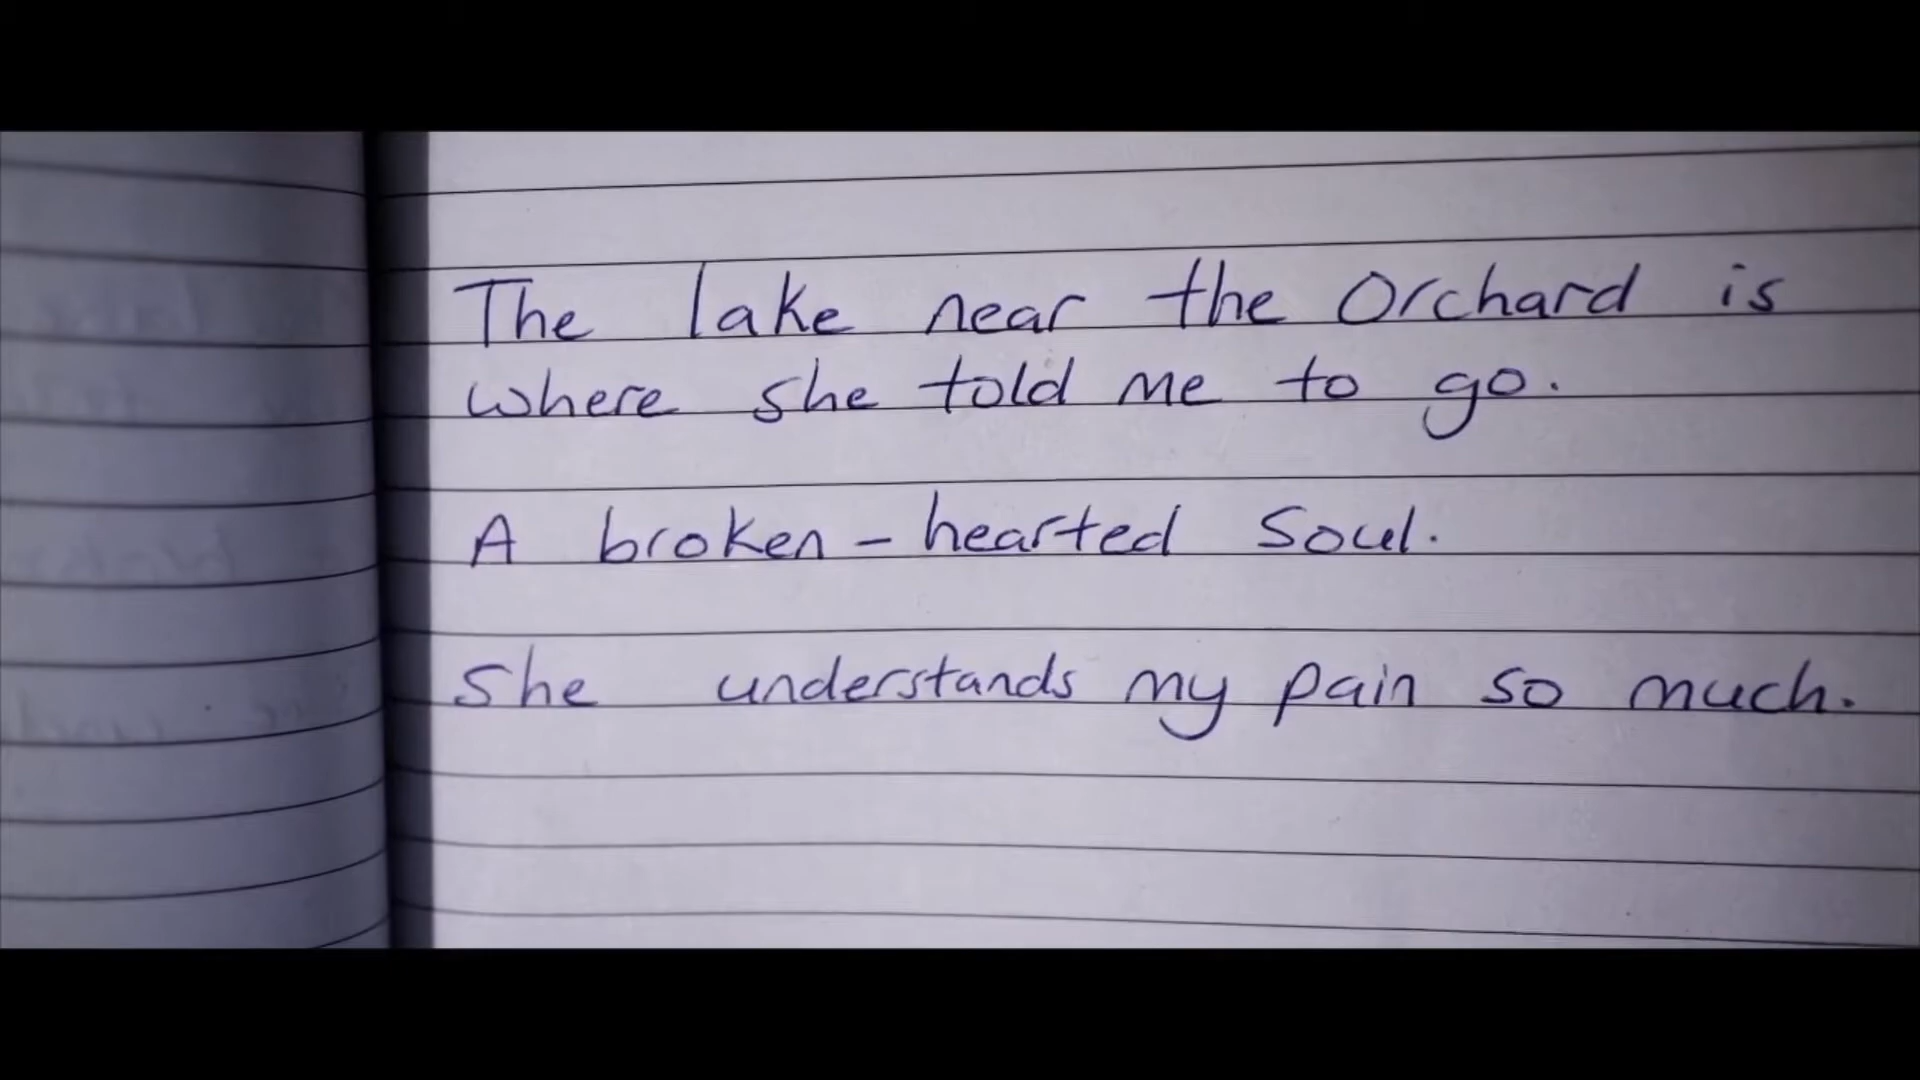 The lake near the Orchard is
where she told me to go.
A broken - hearted Soul.
She understands my pain so much.